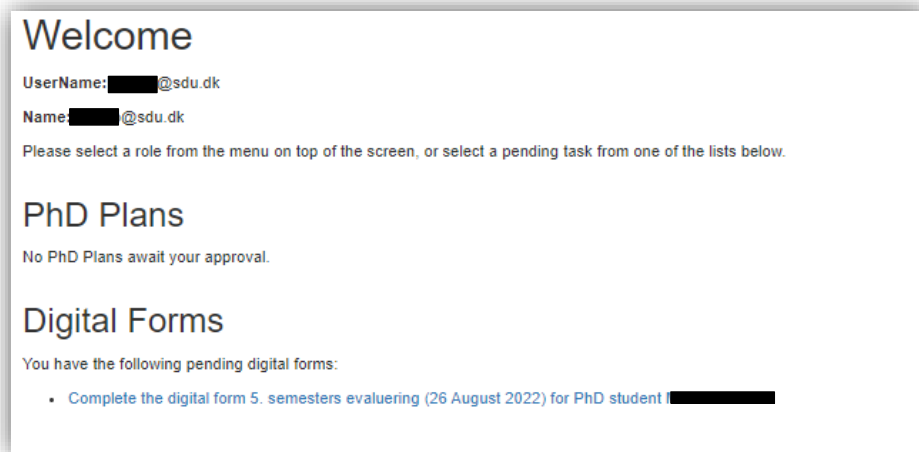 Welcome
UserName: @sdu.dk
Name: @sdu.dk
Please select a role from the menu on top of the screen, or select a pending task from one of the lists below.
PhD Plans
No PhD Plans await your approval.
Digital Forms
You have the following pending digital forms:
• Complete the digital form 5. semesters evaluering (26 August 2022) for PhD student